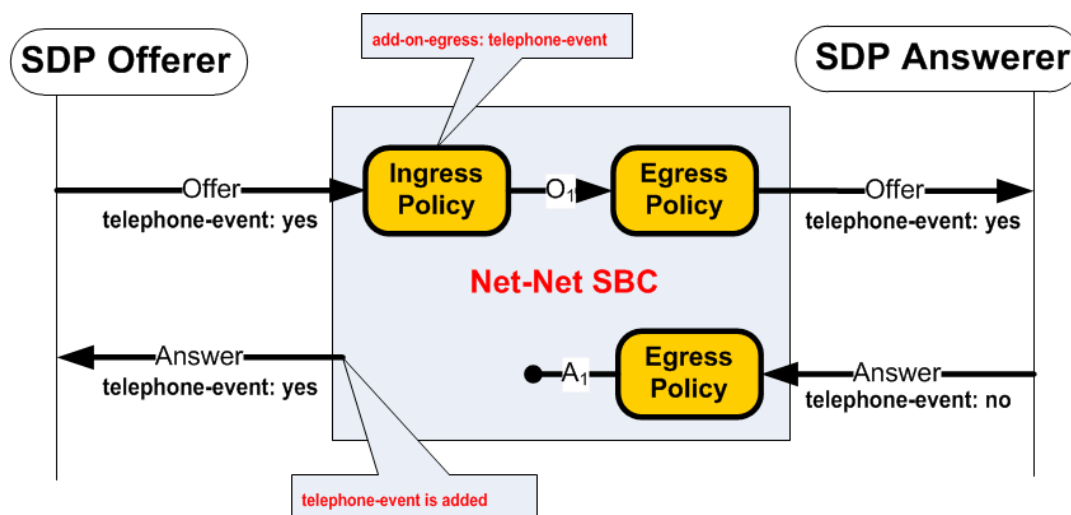 add-on-egress: telephone-event
SDP Offerer
SDP Answerer
Ingress
Policy
Egress
Policy
Offer
O₁
Offer
telephone-event: yes
telephone-event: yes
Net-Net SBC
Answer
A₁
Egress
Policy
Answer
telephone-event: yes
telephone-event: no
telephone-event is added